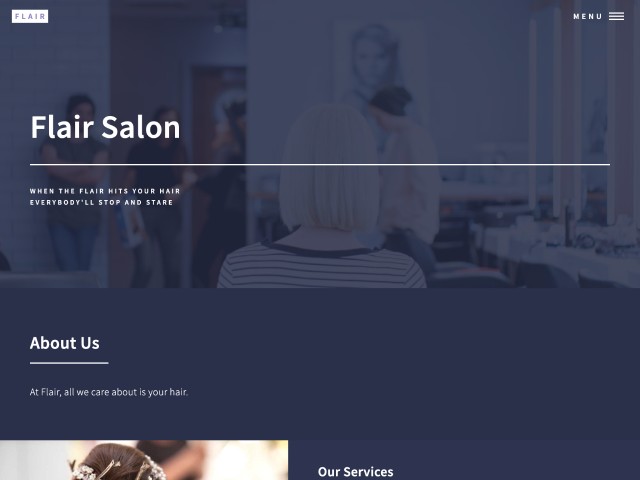 FLAIR
MENU
Flair Salon
WHEN THE FLAIR HITS YOUR HAIR
EVERYBODY'LL STOP AND STARE
About Us
At Flair, all we care about is your hair.
Our Services